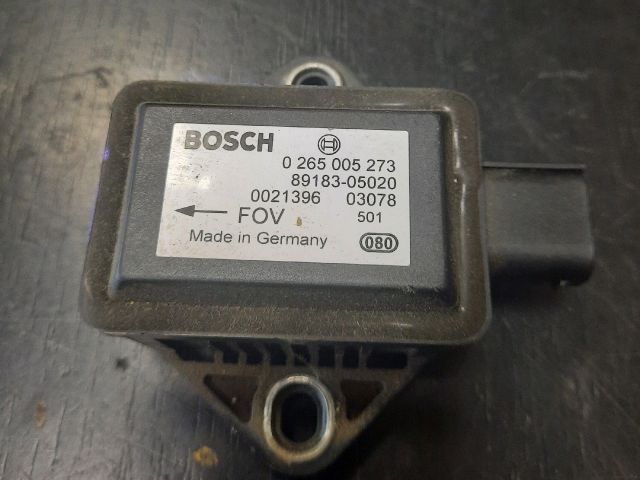 BOSCH
0 265 005 273
89183-05020
0021396 03078
FOV 501
Made in Germany 080